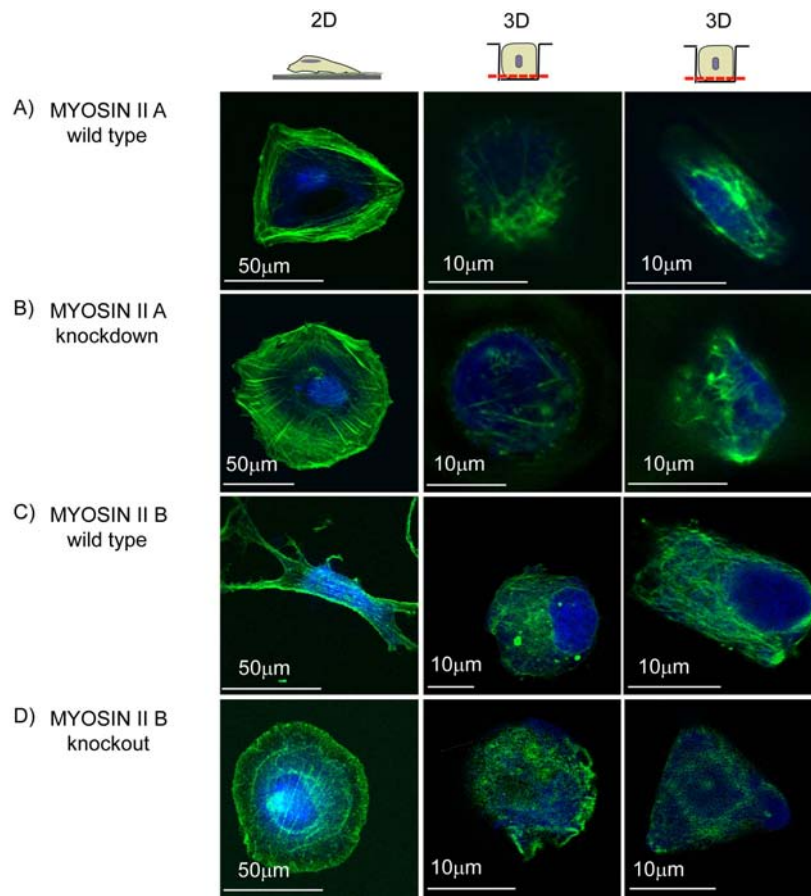 2D 3D 3D
A) MYOSIN II A
wild type
50μm 10μm 10μm
B) MYOSIN II A
knockdown
50μm 10μm 10μm
C) MYOSIN II B
wild type
50μm 10μm 10μm
D) MYOSIN II B
knockout
50μm 10μm 10μm